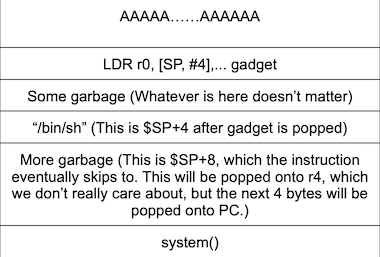 AAAAA......AAAAAA
LDR r0, [SP, #4],... gadget
Some garbage (Whatever is here doesn’t matter)
“/bin/sh” (This is $SP+4 after gadget is popped)
More garbage (This is $SP+8, which the instruction
eventually skips to. This will be popped onto r4, which
we don’t really care about, but the next 4 bytes will be
popped onto PC.)
system()